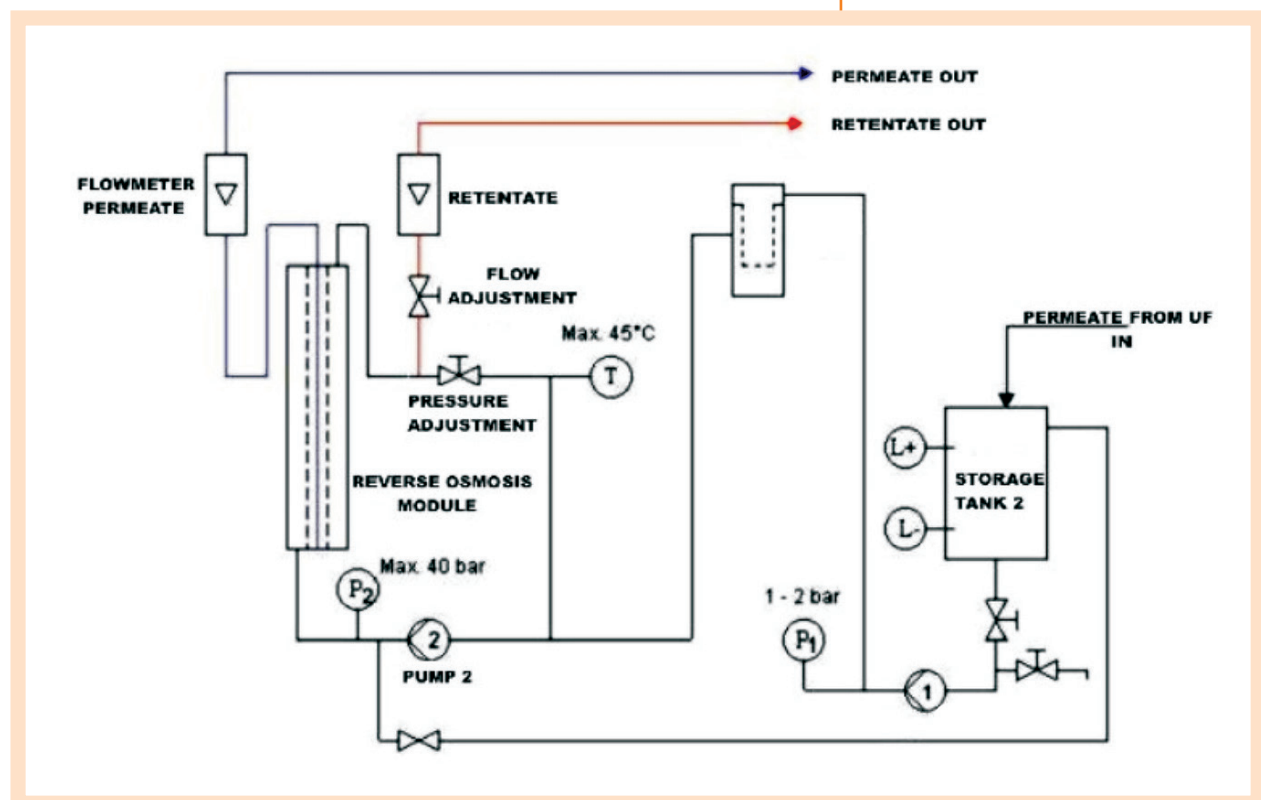 PERMEATE OUT
RETENTATE OUT
FLOWMETER
PERMEATE
RETENTATE
FLOW
ADJUSTMENT
Max. 45°C
T
PRESSURE
ADJUSTMENT
PERMEATE FROM UF
IN
L+
STORAGE
TANK 2
L-
REVERSE OSMOSIS
MODULE
Max. 40 bar
P2
2
PUMP 2
1 - 2 bar
P1
1